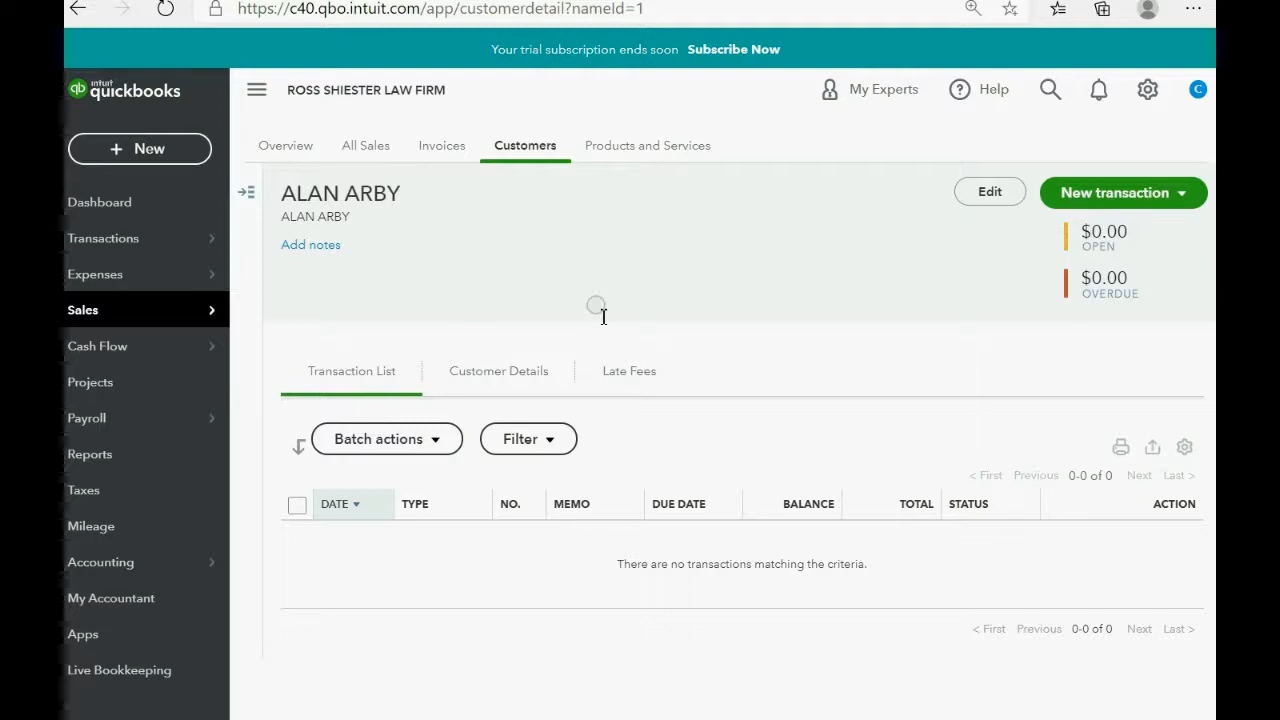 https://c40.qbo.intuit.com/app/customerdetail?nameId=1
Your trial subscription ends soon Subscribe Now
intuit
quickbooks
ROSS SHIESTER LAW FIRM
My Experts
Help
C
+ New
Overview
All Sales
Invoices
Customers
Products and Services
Dashboard
Transactions
Expenses
Sales
Cash Flow
Projects
Payroll
Reports
Taxes
Mileage
Accounting
My Accountant
Apps
Live Bookkeeping
ALAN ARBY
ALAN ARBY
Add notes
Edit
New transaction
$0.00
OPEN
$0.00
OVERDUE
Transaction List
Customer Details
Late Fees
Batch actions
Filter
< First Previous 0-0 of 0 Next Last >
DATE TYPE NO. MEMO DUE DATE BALANCE TOTAL STATUS ACTION
There are no transactions matching the criteria.
< First Previous 0-0 of 0 Next Last >